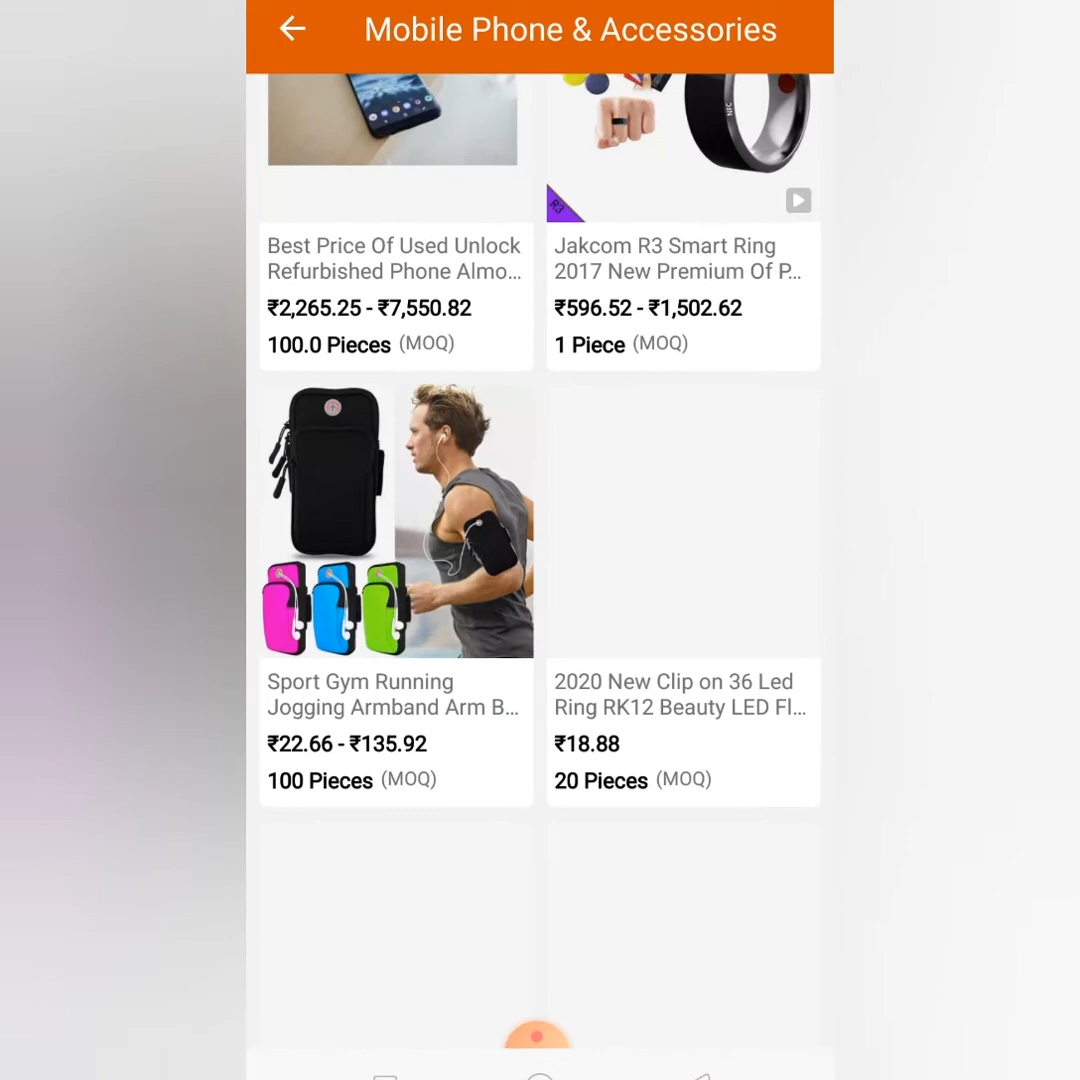 Mobile Phone & Accessories
NFC
R3
Best Price Of Used Unlock
Refurbished Phone Almo...
₹2,265.25 - ₹7,550.82
100.0 Pieces (MOQ)
Jakcom R3 Smart Ring
2017 New Premium Of P...
₹596.52 - ₹1,502.62
1 Piece (MOQ)
Sport Gym Running
Jogging Armband Arm B...
₹22.66 - ₹135.92
100 Pieces (MOQ)
2020 New Clip on 36 Led
Ring RK12 Beauty LED Fl...
₹18.88
20 Pieces (MOQ)